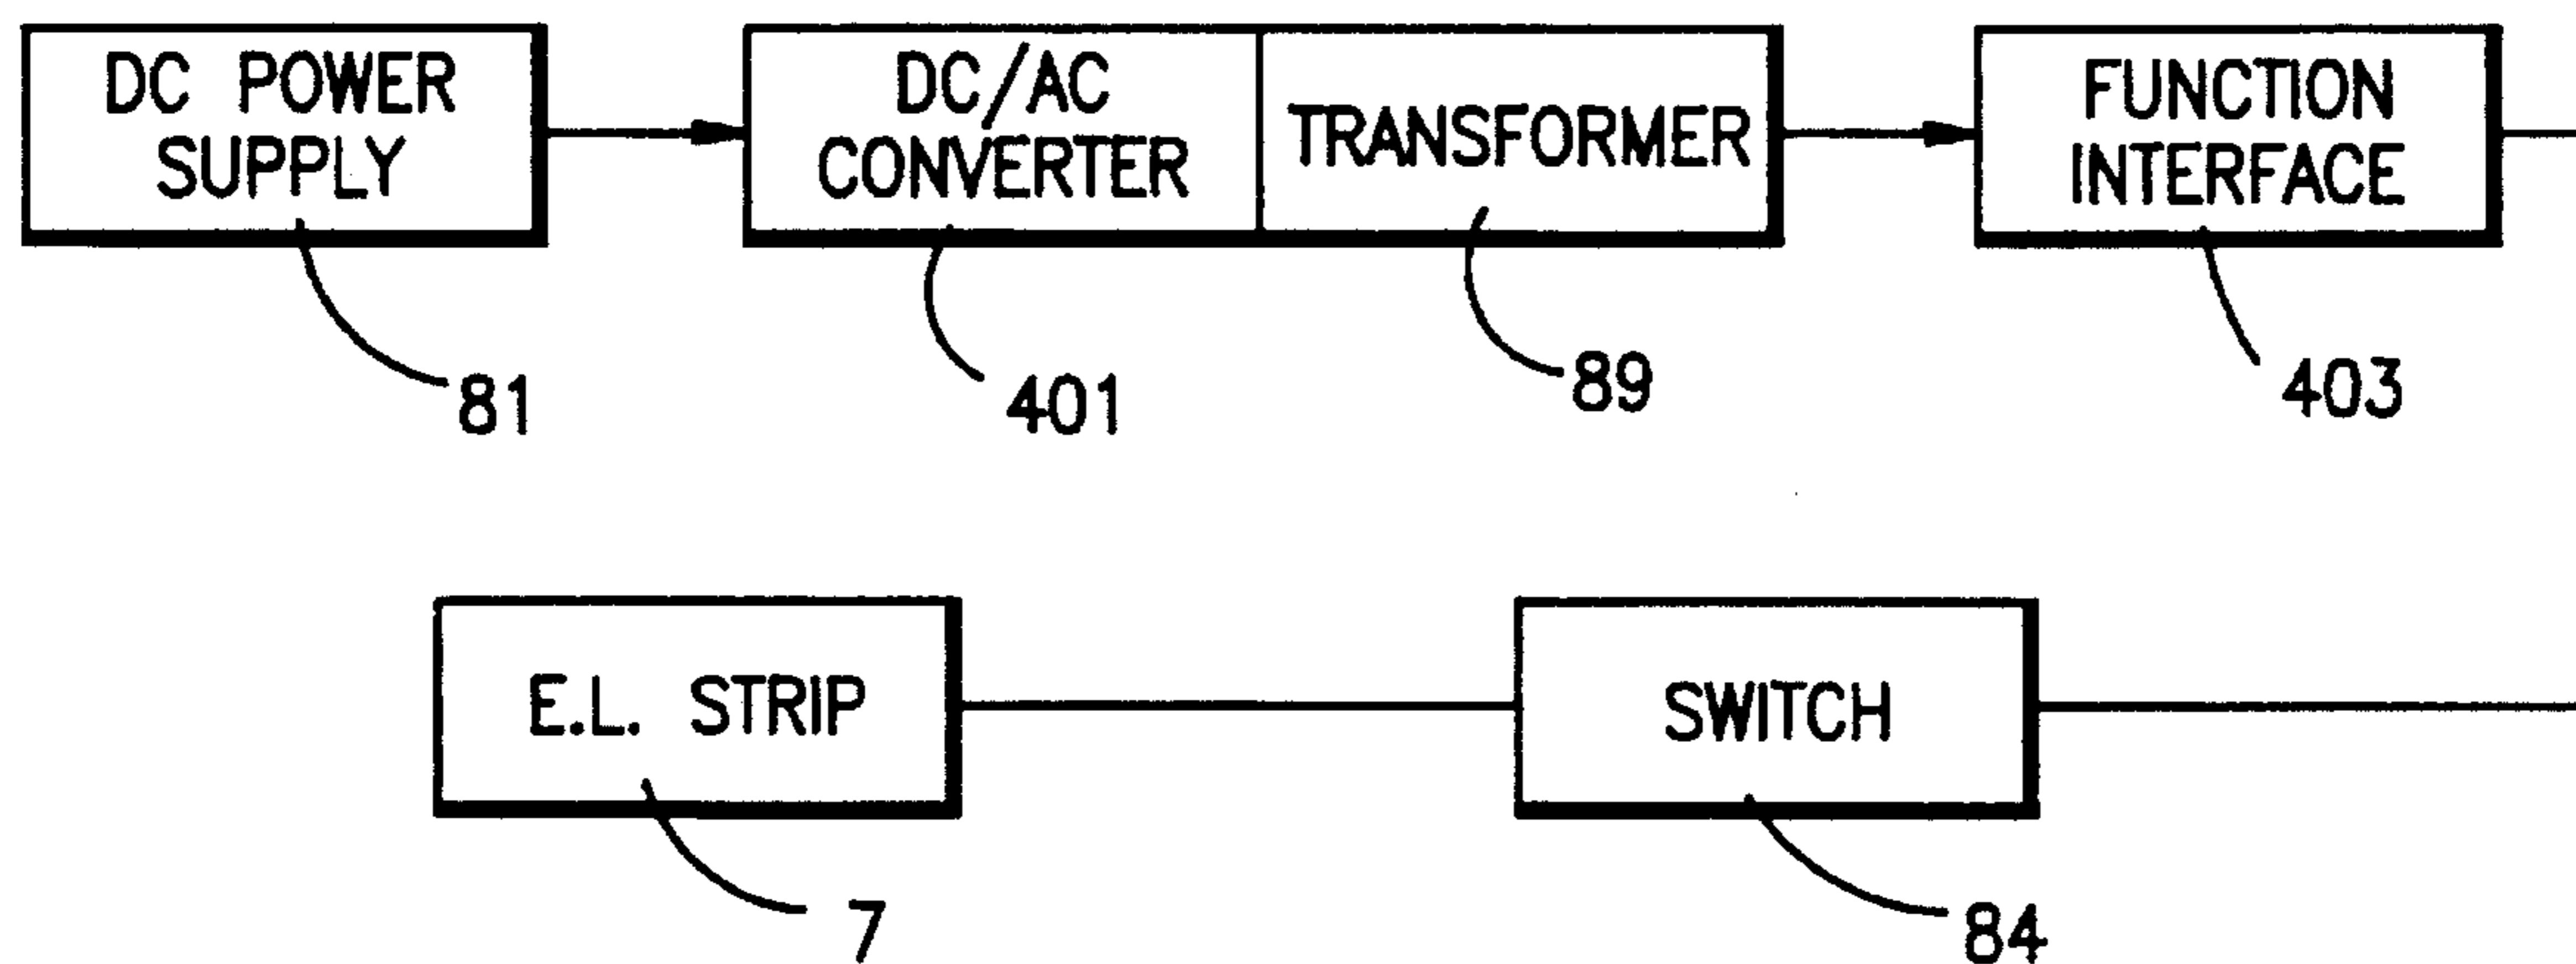 DC POWER
SUPPLY
DC/AC
CONVERTER
TRANSFORMER
FUNCTION
INTERFACE
81
401
89
403
E.L. STRIP
SWITCH
7
84